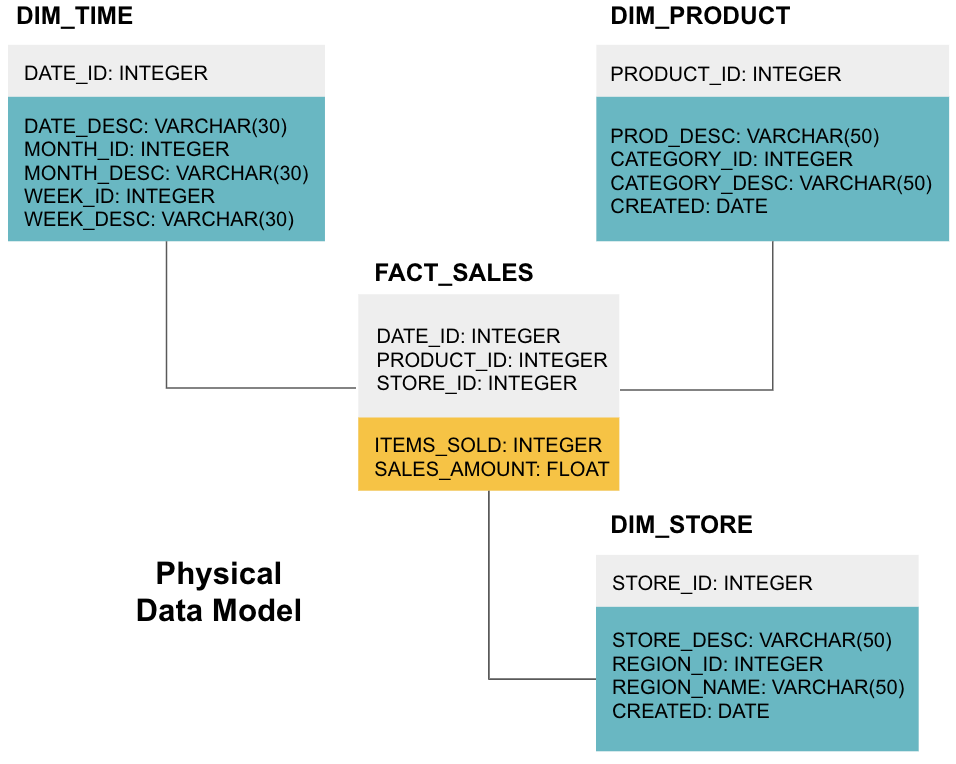 DIM_TIME
DATE_ID: INTEGER
DATE_DESC: VARCHAR(30)
MONTH_ID: INTEGER
MONTH_DESC: VARCHAR(30)
WEEK_ID: INTEGER
WEEK_DESC: VARCHAR(30)
DIM_PRODUCT
PRODUCT_ID: INTEGER
PROD_DESC: VARCHAR(50)
CATEGORY_ID: INTEGER
CATEGORY_DESC: VARCHAR(50)
CREATED: DATE
FACT_SALES
DATE_ID: INTEGER
PRODUCT_ID: INTEGER
STORE_ID: INTEGER
ITEMS_SOLD: INTEGER
SALES_AMOUNT: FLOAT
DIM_STORE
STORE_ID: INTEGER
STORE_DESC: VARCHAR(50)
REGION_ID: INTEGER
REGION_NAME: VARCHAR(50)
CREATED: DATE
Physical
Data Model